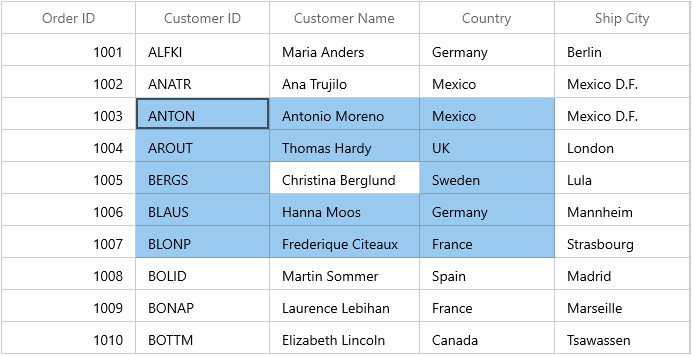 Order ID Customer ID Customer Name Country Ship City
1001 ALFKI Maria Anders Germany Berlin
1002 ANATR Ana Trujilo Mexico Mexico D.F.
1003 ANTON Antonio Moreno Mexico Mexico D.F.
1004 AROUT Thomas Hardy UK London
1005 BERGS Christina Berglund Sweden Lula
1006 BLAUS Hanna Moos Germany Mannheim
1007 BLONP Frederique Citeaux France Strasbourg
1008 BOLID Martin Sommer Spain Madrid
1009 BONAP Laurence Lebihan France Marseille
1010 BOTTM Elizabeth Lincoln Canada Tsawassen